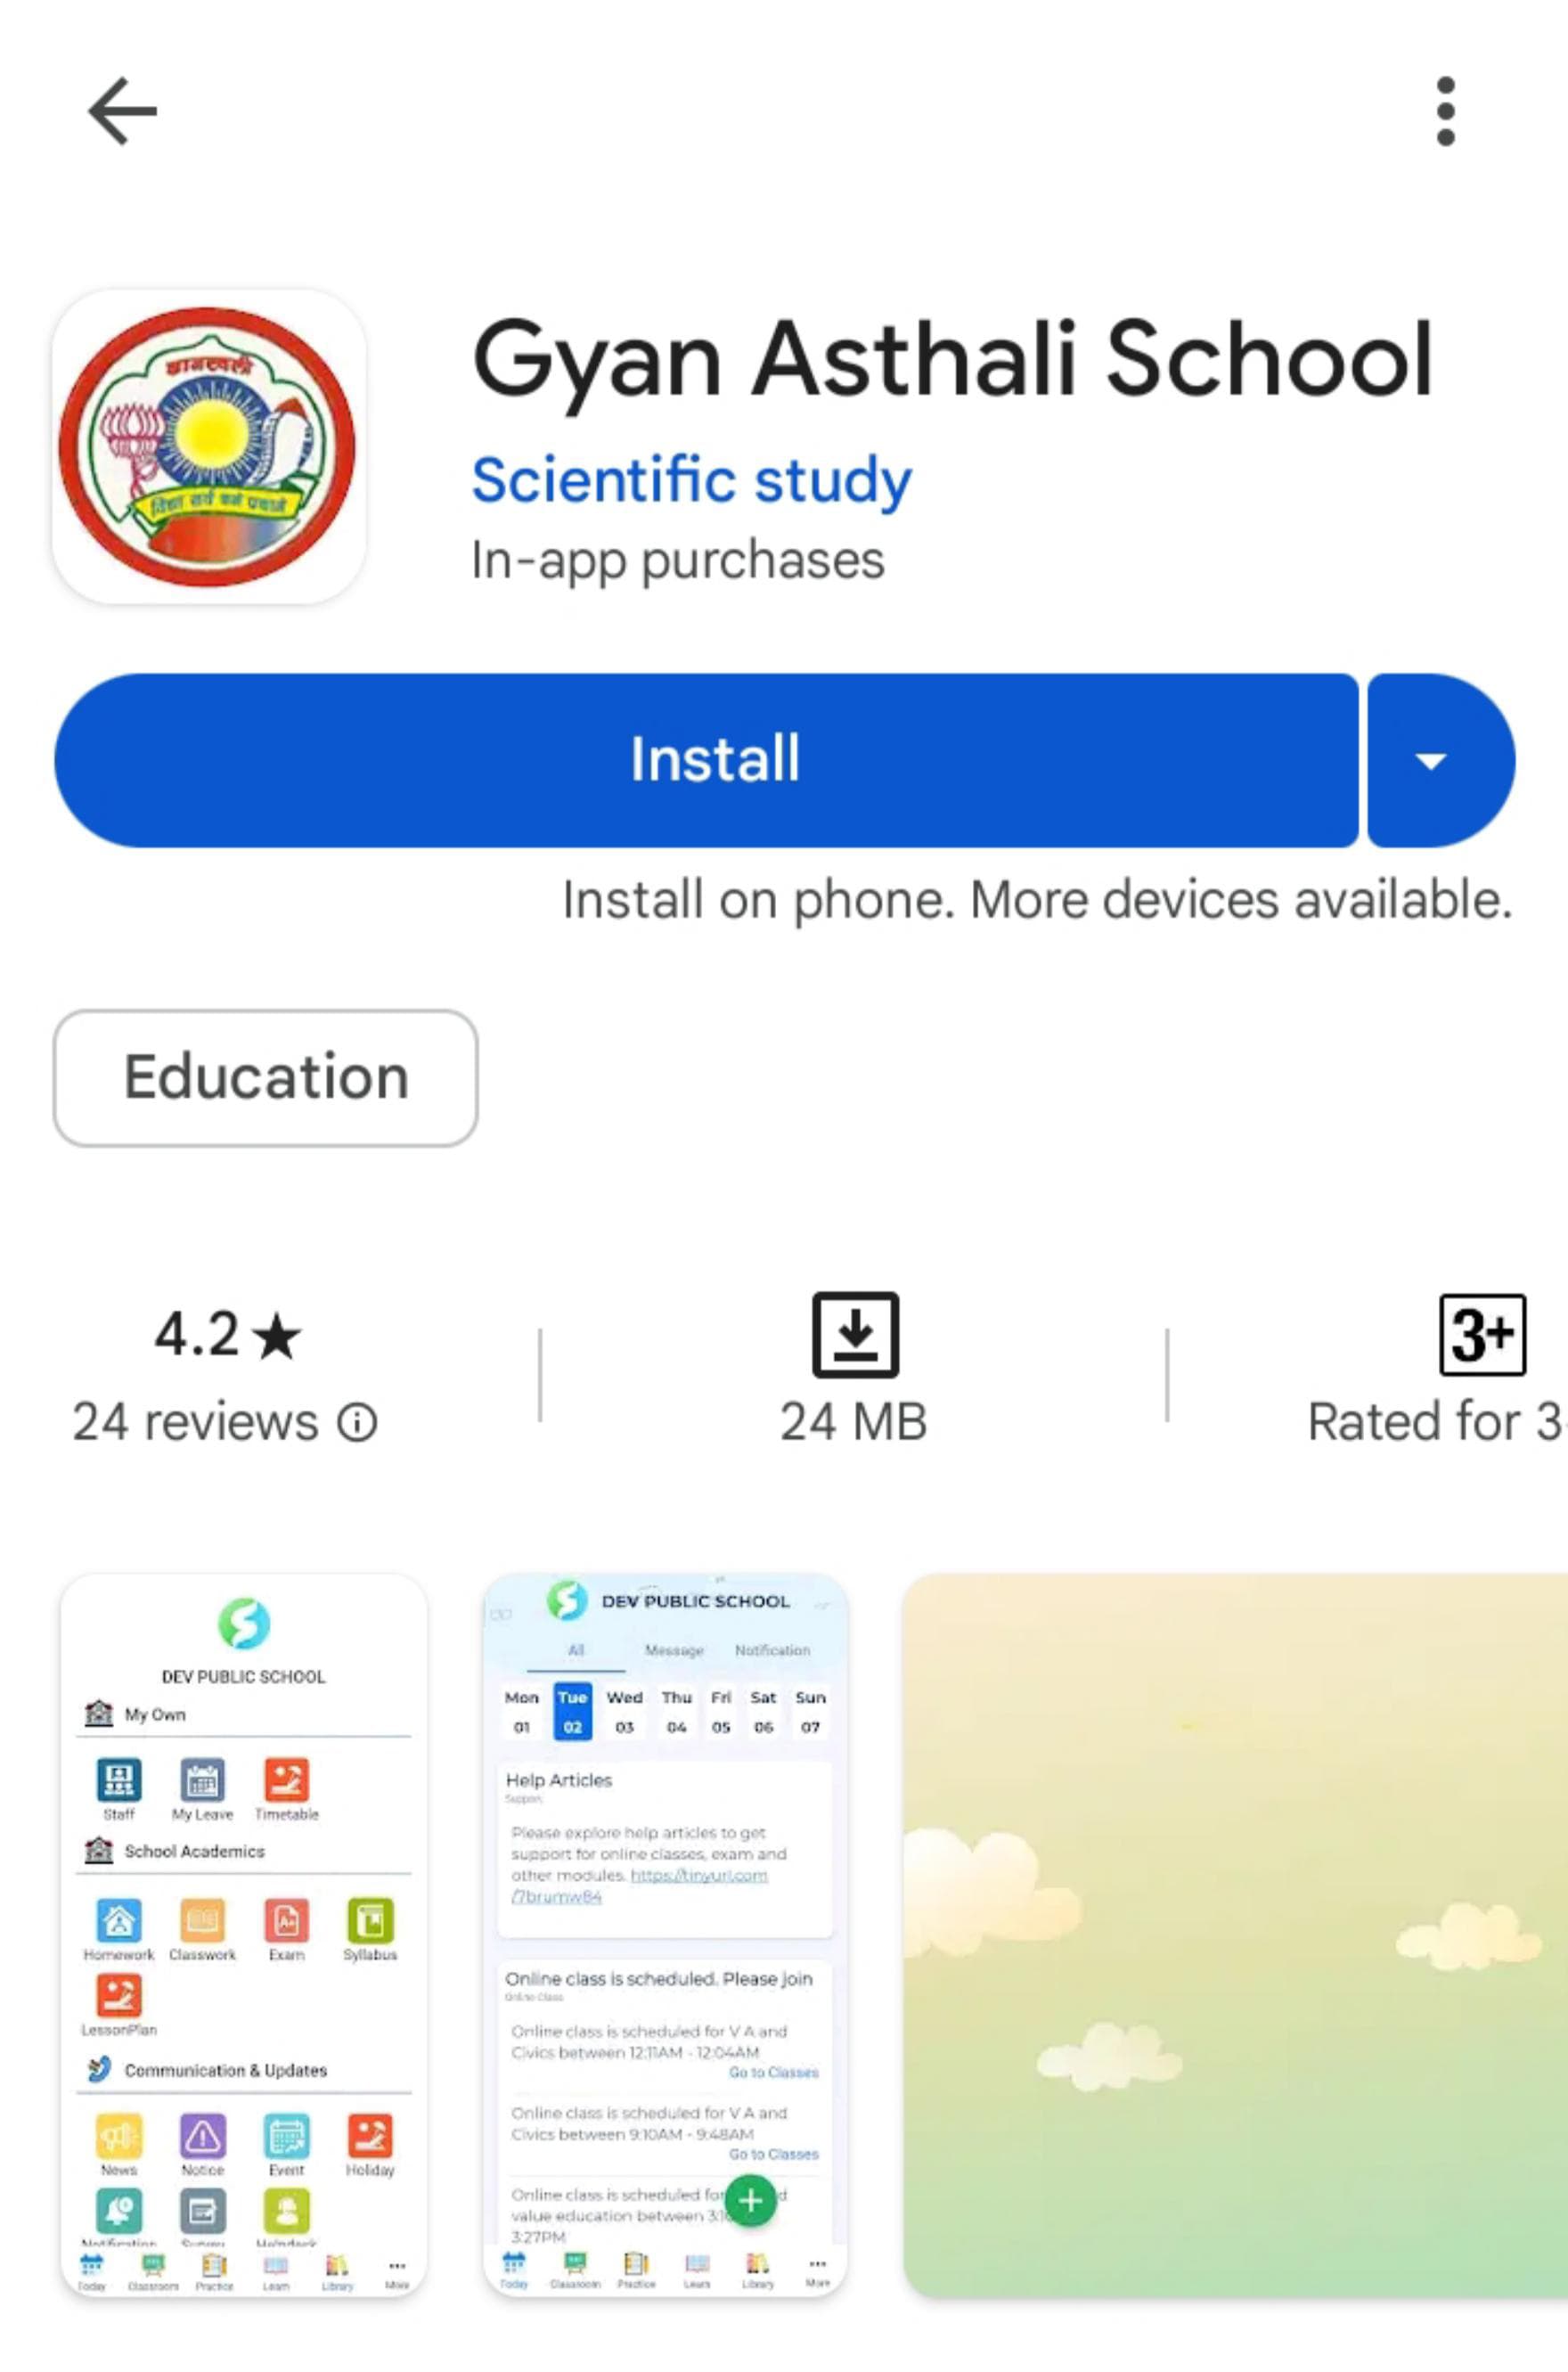 Gyan Asthali School
Scientific study
In-app purchases
Install
Install on phone. More devices available.
Education
4.2★
24 reviews
24 MB
3+
Rated for 3
DEV PUBLIC SCHOOL
My Own
Staff My Leave Timetable
School Academics
Homework Classwork Exam Syllabus
LessonPlan
Communication & Updates
News Notice Event Holiday
Today Classroom Practice Learn Library More
DEV PUBLIC SCHOOL
All Message Notification
Mon Tue Wed Thu Fri Sat Sun
01 02 03 04 05 06 07
Help Articles
Support
Please explore help articles to get
support for online classes, exam and
other modules. https://tinyurl.com
/7brumw84
Online class is scheduled. Please join
Online Class
Online class is scheduled for V A and
Civics between 12:11AM - 12:04AM
Go to Classes
Online class is scheduled for V A and
Civics between 9:10AM - 9:48AM
Go to Classes
Online class is scheduled for
value education between
3:27PM
Today Classroom Practice Learn Library More